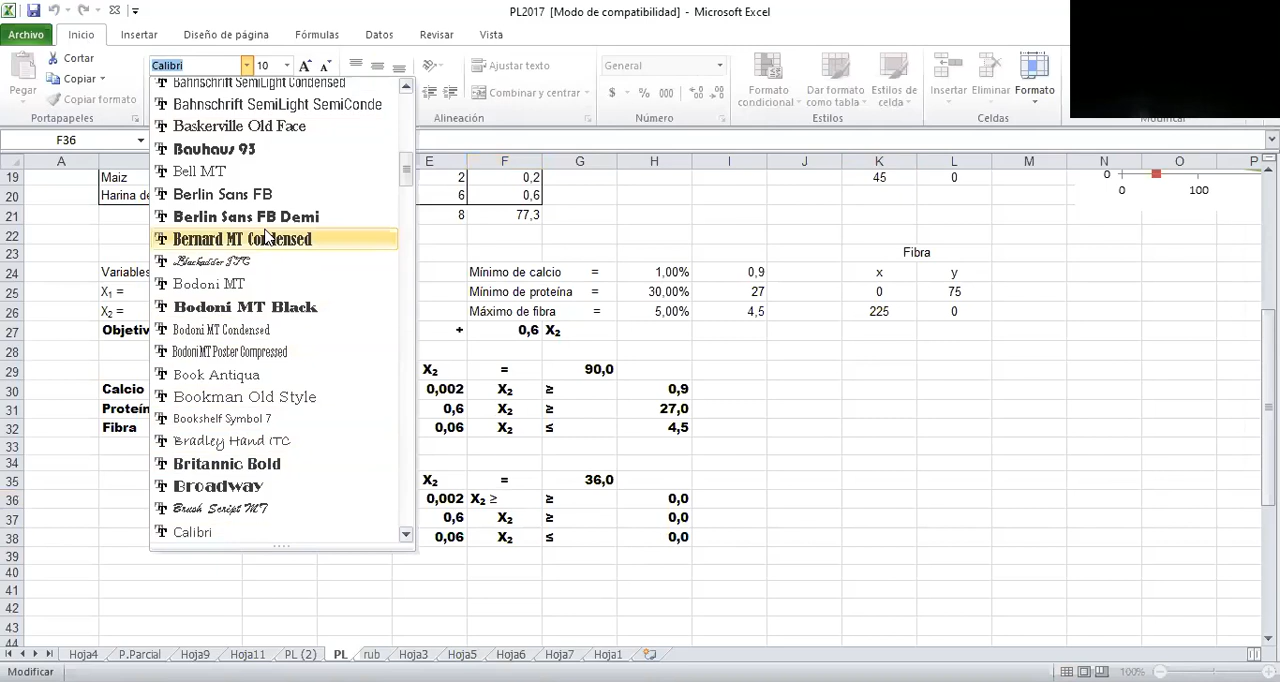 PL2017 [Modo de compatibilidad] - Microsoft Excel
Archivo Inicio Insertar Diseño de página Fórmulas Datos Revisar Vista
Cortar
Copiar
Copiar formato
Pegar
Portapapeles
Calibri 10
Ajustar texto
Combinar y centrar
Alineación
General
$ % 000
Número
Formato condicional
Dar formato como tabla
Estilos de celda
Estilos
Insertar Eliminar Formato
Celdas
F36
Bahnschrift SemiLight Condensed
Bahnschrift SemiLight SemiConde
Baskerville Old Face
Bauhaus 93
Bell MT
Berlin Sans FB
Berlin Sans FB Demi
Bernard MT Condensed
Blackadder ITC
Bodoni MT
Bodoni MT Black
Bodoni MT Condensed
Bodoni MT Poster Compressed
Book Antiqua
Bookman Old Style
Bookshelf Symbol 7
Bradley Hand ITC
Britannic Bold
Broadway
Brush Script MT
Calibri
A E F G H I J K L M N O P
19 Maiz 2 0,2 45 0
0
0 100
20 Harina de 6 0,6
21 8 77,3
22
23 Fibra
24 Variables Mínimo de calcio = 1,00% 0,9 x y
25 X₁ = Mínimo de proteína = 30,00% 27 0 75
26 X₂ = Máximo de fibra = 5,00% 4,5 225 0
27 Objetiv + 0,6 X₂
28
29 X₂ = 90,0
30 Calcio 0,002 X₂ ≥ 0,9
31 Proteín 0,6 X₂ ≥ 27,0
32 Fibra 0,06 X₂ ≤ 4,5
33
34
35 X₂ = 36,0
36 0,002 X₂ ≥ ≥ 0,0
37 0,6 X₂ ≥ 0,0
38 0,06 X₂ ≤ 0,0
39
40
41
42
43
44
Hoja4 P.Parcial Hoja9 Hoja11 PL (2) PL rub Hoja3 Hoja5 Hoja6 Hoja7 Hoja1
Modificar 100%